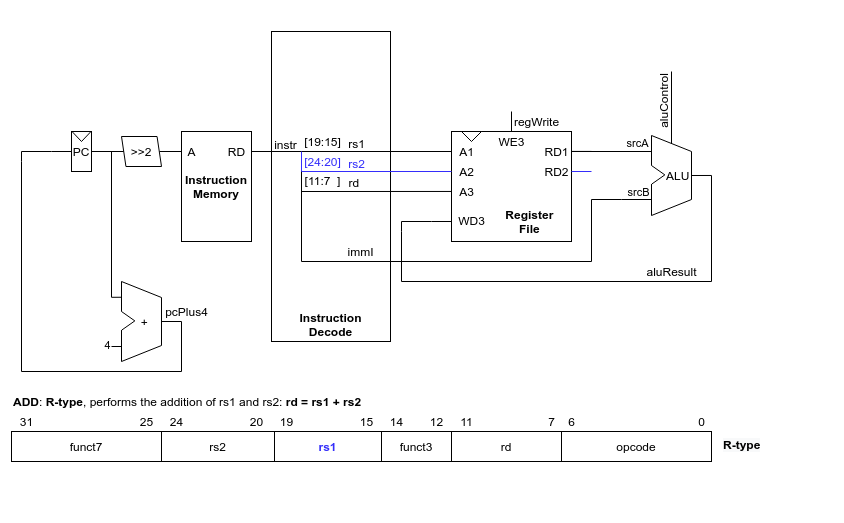 aluControl
regWrite
PC
>>2
A
RD
Instruction
Memory
instr
[19:15]
rs1
[24:20]
rs2
[11:7 ]
rd
WE3
A1
A2
A3
WD3
RD1
RD2
Register
File
srcA
srcB
ALU
immI
aluResult
Instruction
Decode
pcPlus4
+
4
ADD: R-type, performs the addition of rs1 and rs2: rd = rs1 + rs2
31 25 24 20 19 15 14 12 11 7 6 0
funct7 rs2 rs1 funct3 rd opcode R-type